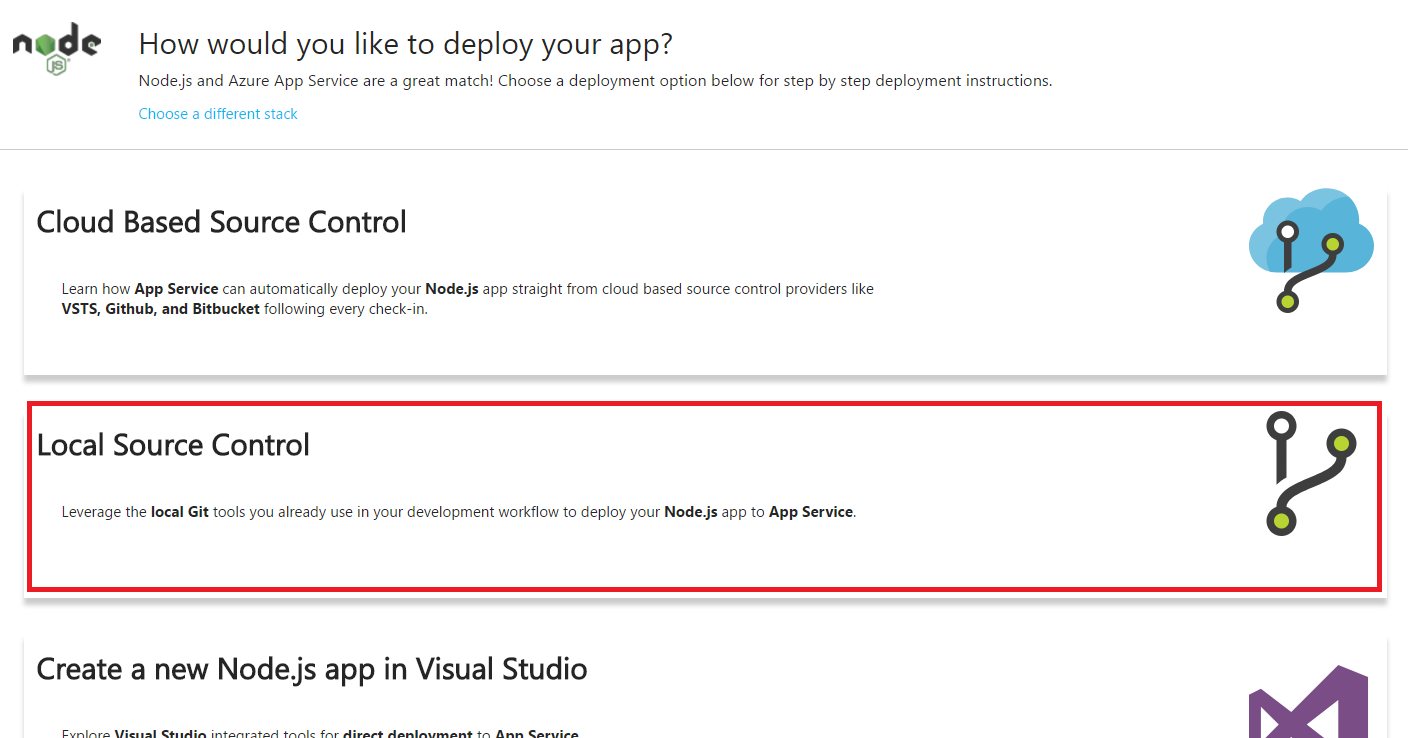 node
JS
How would you like to deploy your app?
Node.js and Azure App Service are a great match! Choose a deployment option below for step by step deployment instructions.
Choose a different stack
Cloud Based Source Control
Learn how App Service can automatically deploy your Node.js app straight from cloud based source control providers like
VSTS, Github, and Bitbucket following every check-in.
Local Source Control
Leverage the local Git tools you already use in your development workflow to deploy your Node.js app to App Service.
Create a new Node.js app in Visual Studio
Explore Visual Studio integrated tools for direct deployment to App Service.